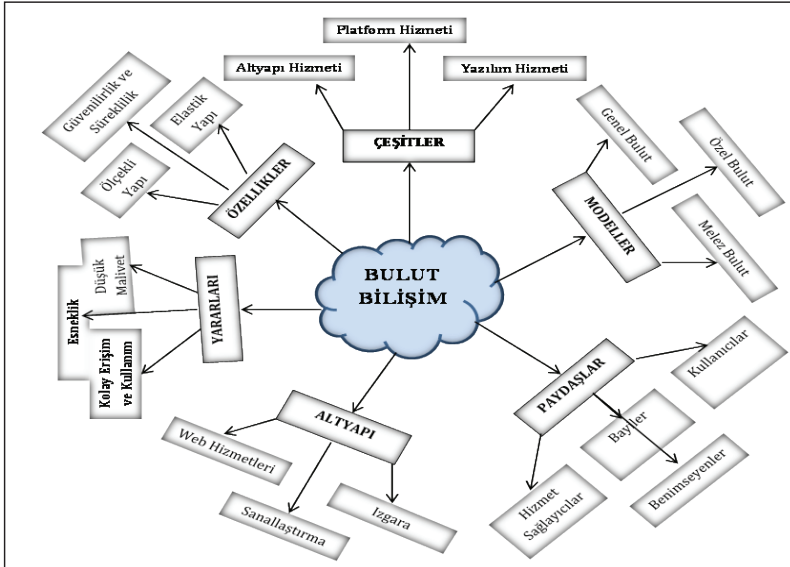 Platform Hizmeti
Altyapı Hizmeti
Yazılım Hizmeti
ÇEŞİTLER
Güvenilirlik ve
Süreklilik
Elastik
Yapı
Ölçekli
Yapı
ÖZELLİKLER
Genel Bulut
Özel Bulut
Melez Bulut
MODELLER
BULUT
BİLİŞİM
Düşük
Malivet
Esneklik
Kolay Erişim
ve Kullanım
YARARLARI
PAYDAŞLAR
Kullanıcılar
Bayiler
Benimseyenler
Hizmet
Sağlayıcılar
ALTYAPI
Web Hizmetleri
Sanallaştırma
Izgara